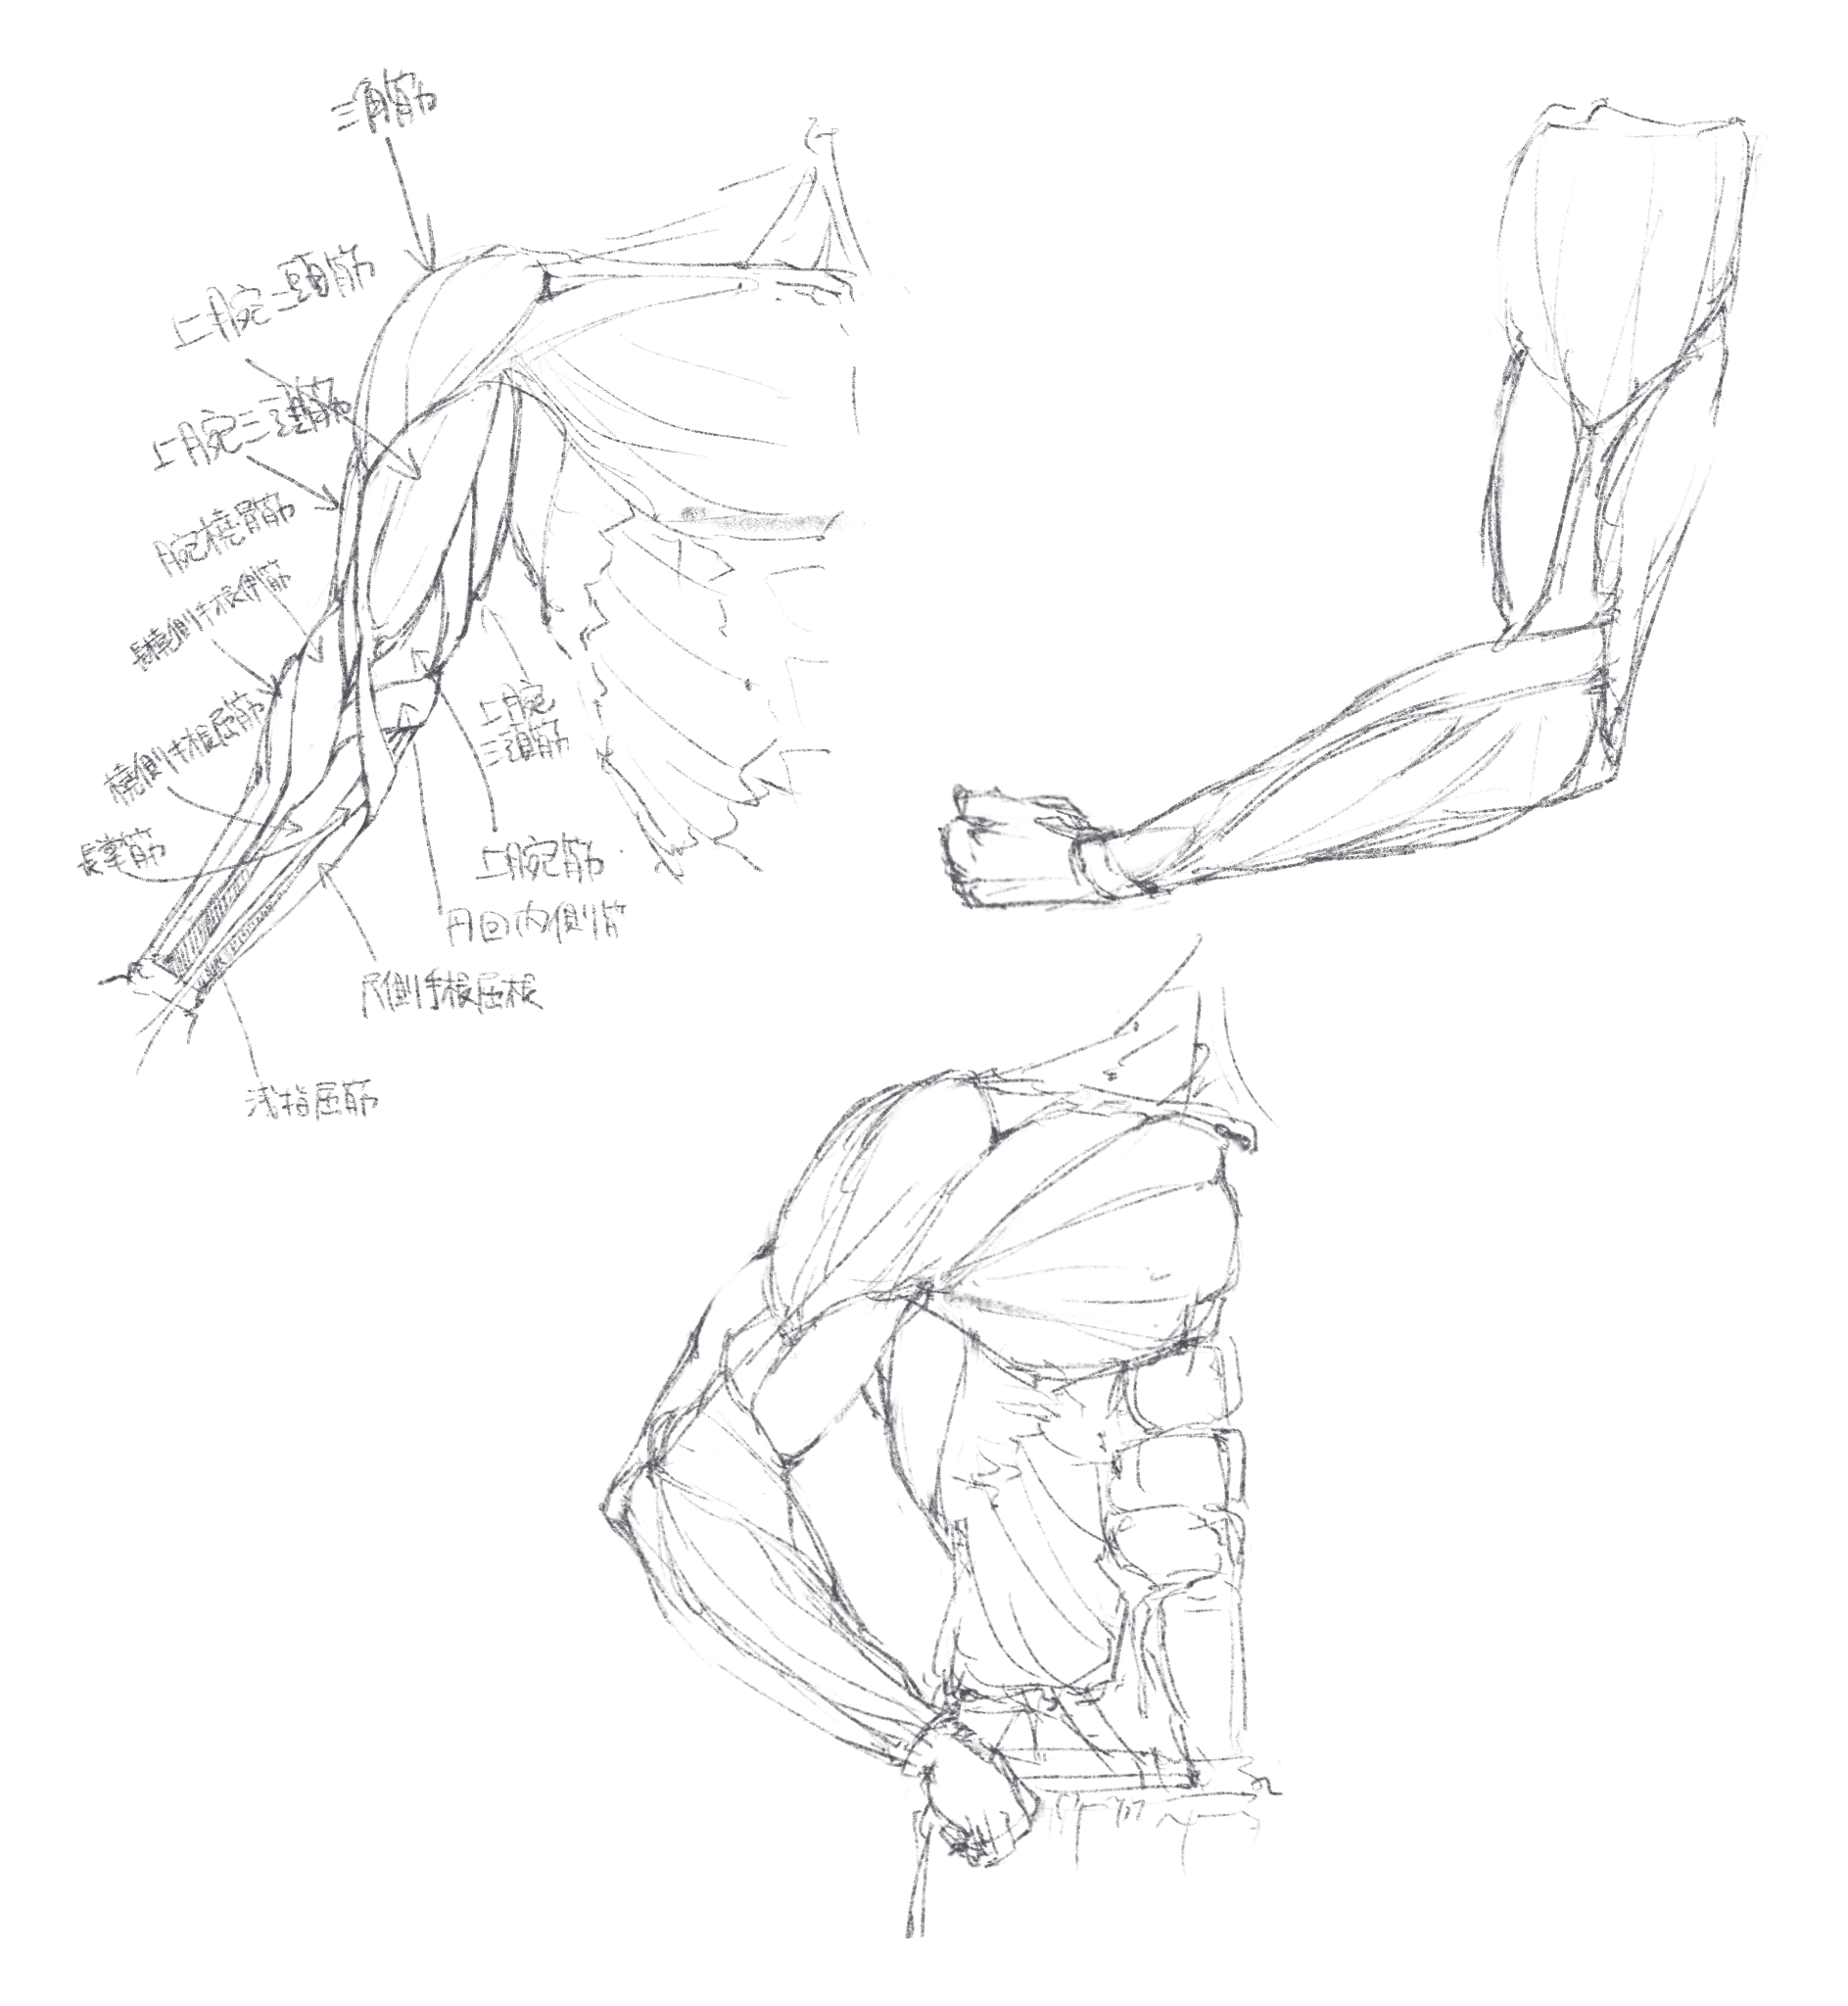 三角筋
上腕二頭筋
上腕三頭筋
腕橈骨筋
長橈側手根伸筋
橈側手根屈筋
長掌筋
上腕
三頭筋
上腕筋
円回内側筋
尺側手根屈根
浅指屈筋